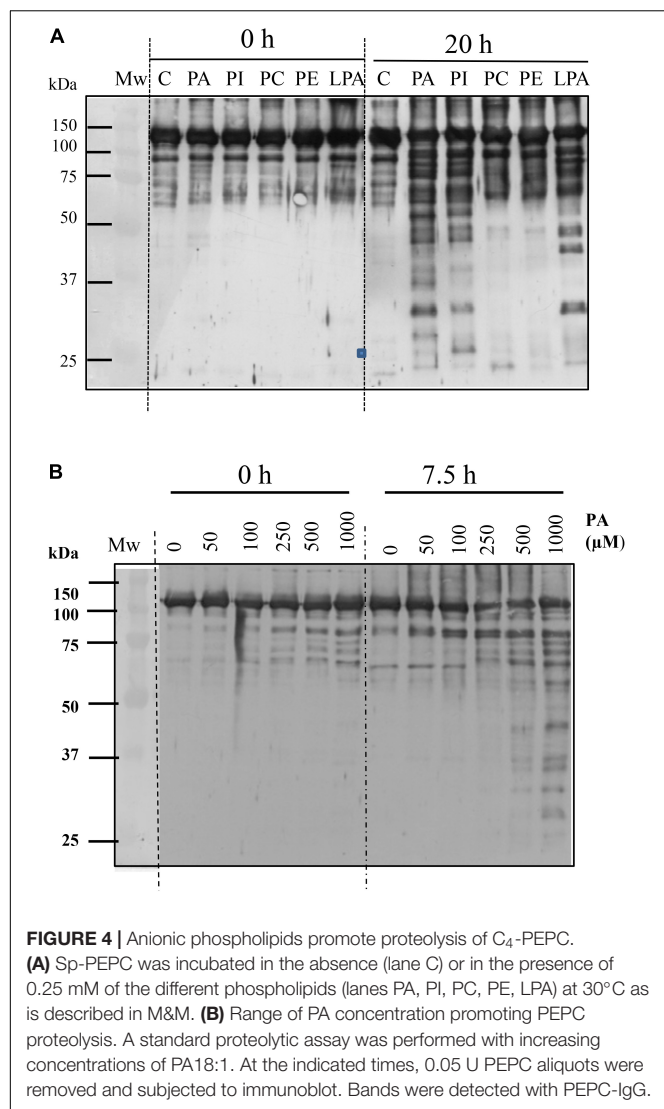 A
0 h
20 h
kDa
Mw C PA PI PC PE LPA C PA PI PC PE LPA
150
100
75
50
37
25
B
0 h
7.5 h
kDa
Mw 0 50 100 250 500 1000 0 50 100 250 500 1000 PA (µM)
150
100
75
50
37
25
FIGURE 4 | Anionic phospholipids promote proteolysis of C₄-PEPC.
(A) Sp-PEPC was incubated in the absence (lane C) or in the presence of
0.25 mM of the different phospholipids (lanes PA, PI, PC, PE, LPA) at 30°C as
is described in M&M. (B) Range of PA concentration promoting PEPC
proteolysis. A standard proteolytic assay was performed with increasing
concentrations of PA18:1. At the indicated times, 0.05 U PEPC aliquots were
removed and subjected to immunoblot. Bands were detected with PEPC-IgG.